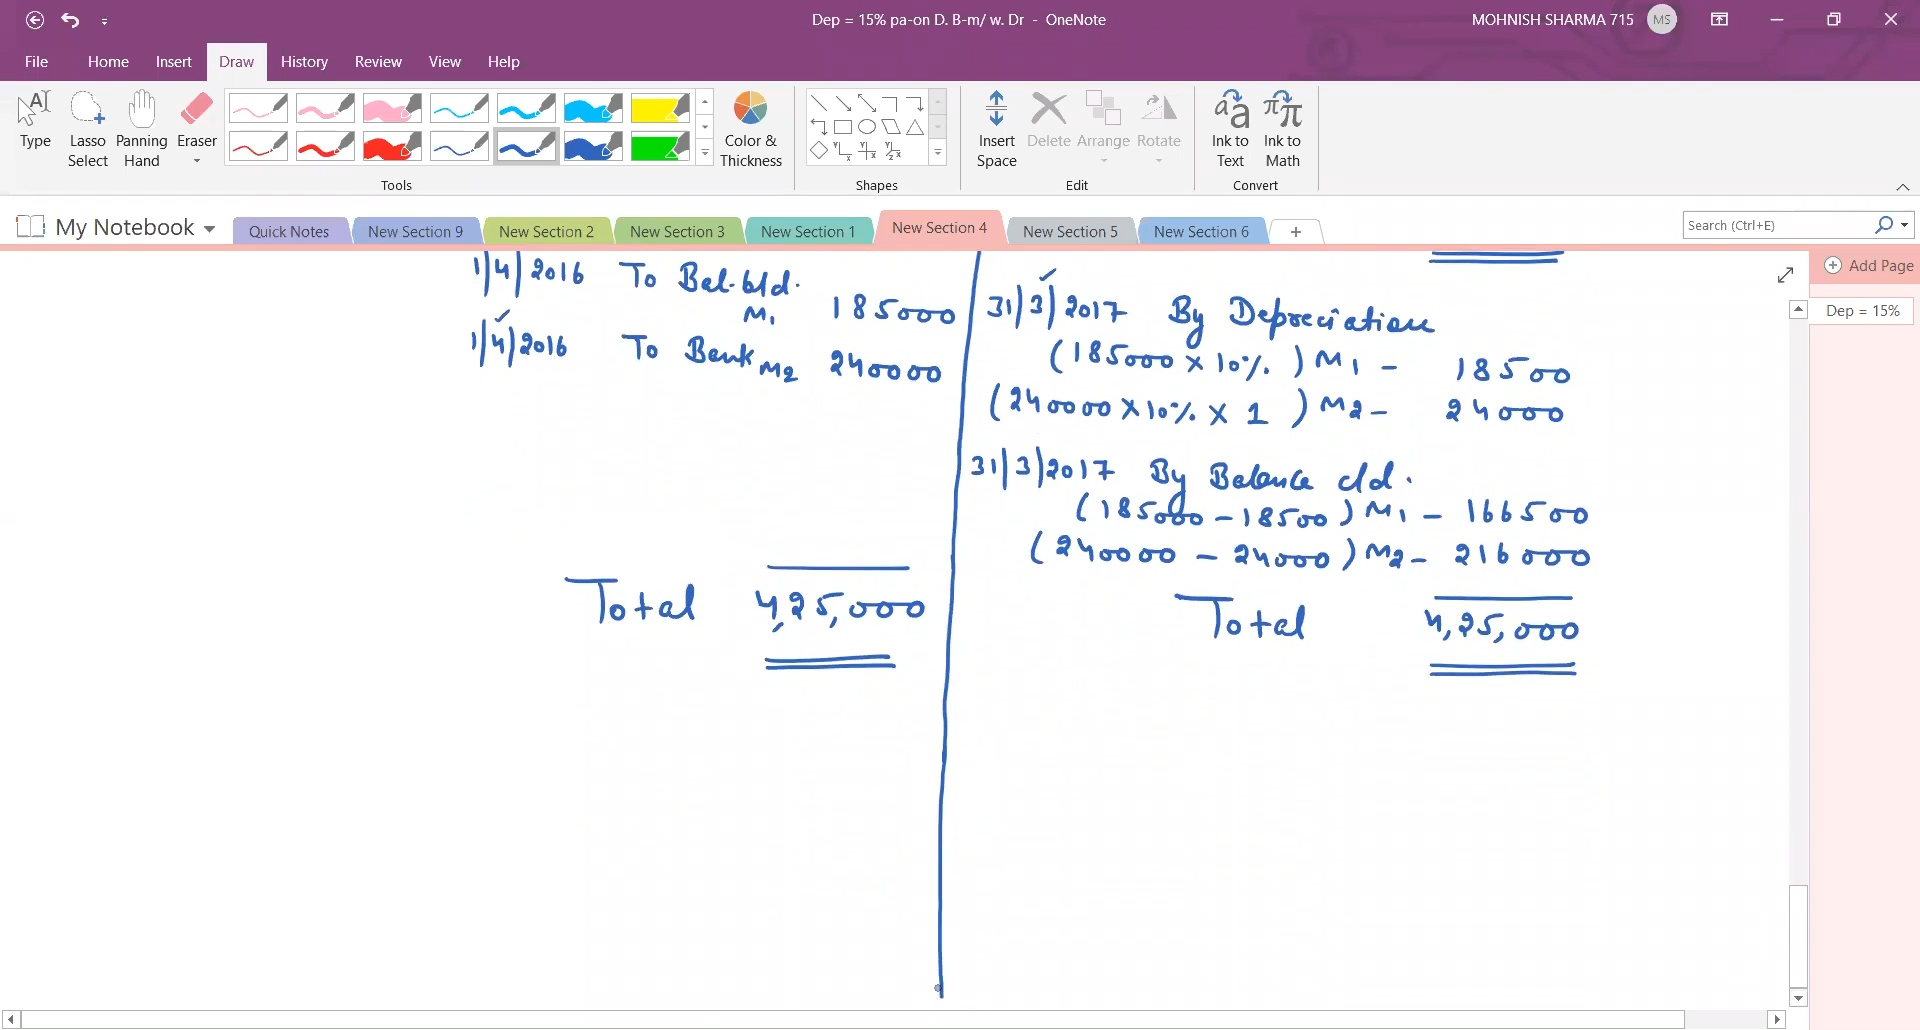 Dep = 15% pa-on D. B-m/ w. Dr - OneNote
MOHNISH SHARMA 715
MS
File
Home
Insert
Draw
History
Review
View
Help
Type
Lasso Select
Panning Hand
Eraser
Color & Thickness
Insert Space
Delete
Arrange
Rotate
Ink to Text
Ink to Math
Tools
Shapes
Edit
Convert
My Notebook
Quick Notes
New Section 9
New Section 2
New Section 3
New Section 1
New Section 4
New Section 5
New Section 6
+
Search (Ctrl+E)
Add Page
Dep = 15%
1/4/2016 To Bal. b/d.
M1 185000
1/4/2016 To Bank M2 240000
Total 4,25,000
31/3/2017 By Depreciation
(185000 x 10% ) M1 - 18500
(240000 x 10% x 1 ) M2 - 24000
31/3/2017 By Balance c/d.
(185000 - 18500) M1 - 166500
(240000 - 24000) M2 - 216000
Total 4,25,000